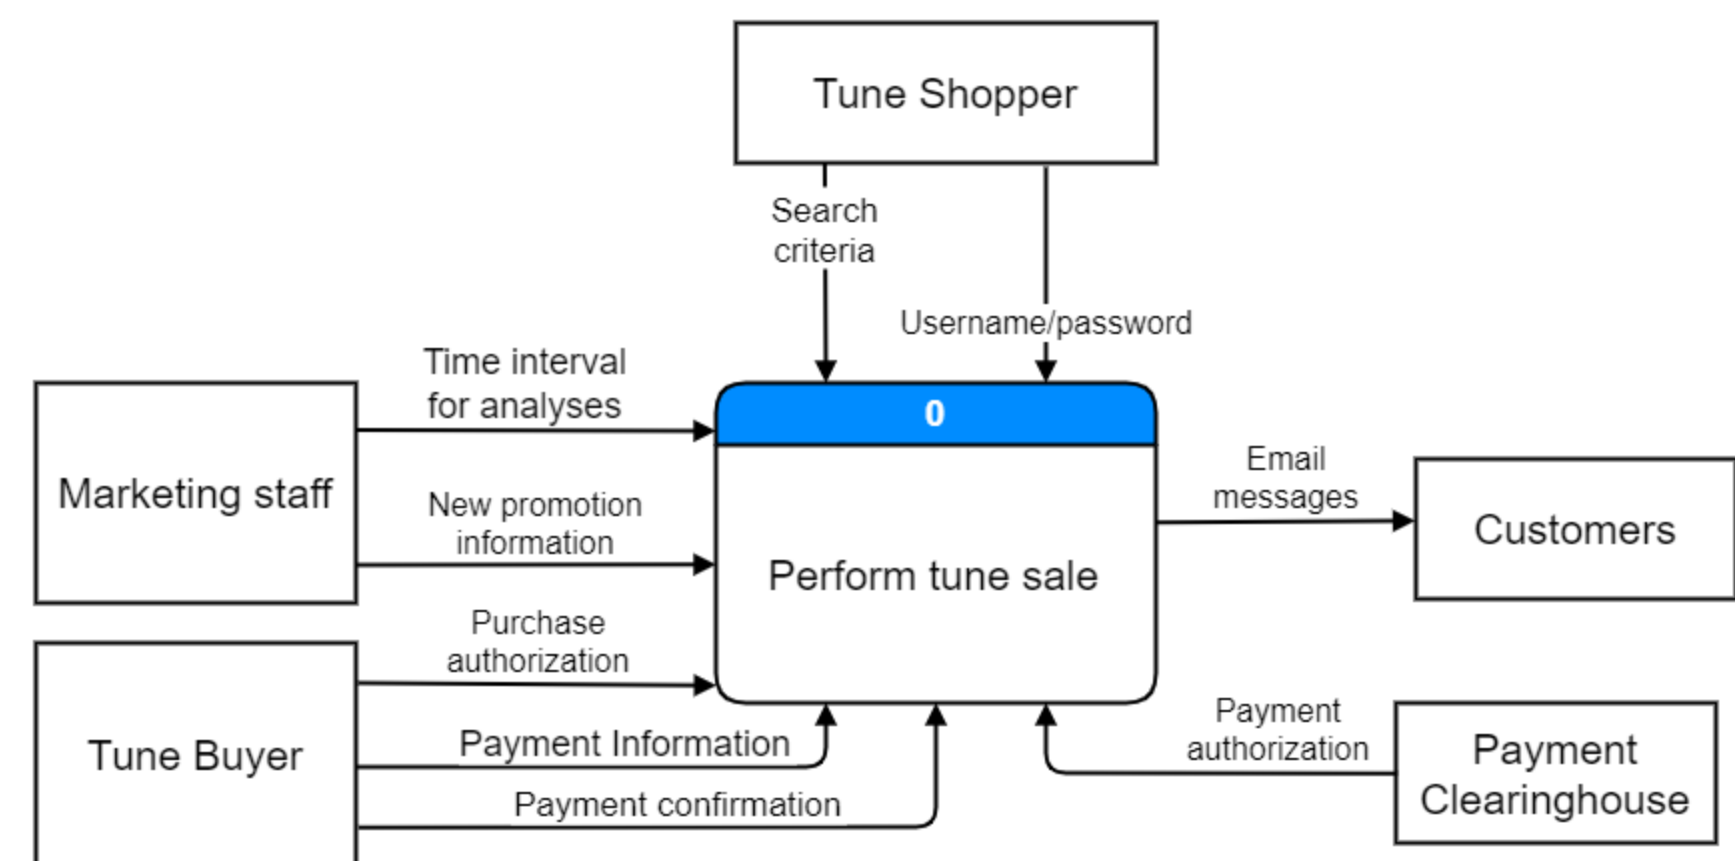 Tune Shopper
Search
criteria
Username/password
Time interval
for analyses
0
Marketing staff
New promotion
information
Perform tune sale
Email
messages
Customers
Purchase
authorization
Tune Buyer
Payment Information
Payment confirmation
Payment
authorization
Payment
Clearinghouse